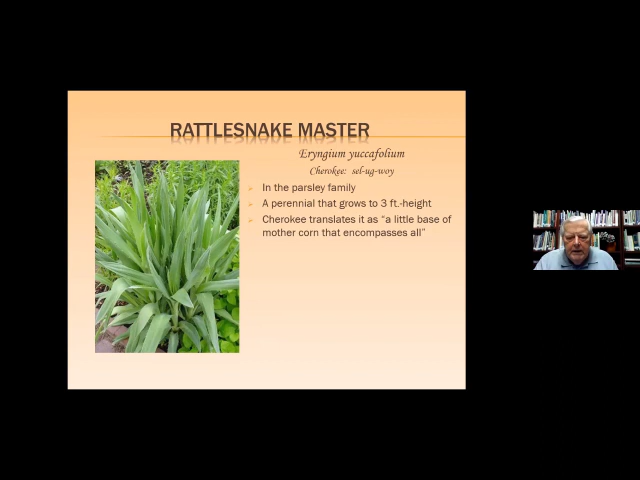 RATTLESNAKE MASTER
Eryngium yuccafolium
Cherokee: sel-ug-woy
In the parsley family
A perennial that grows to 3 ft.-height
Cherokee translates it as “a little base of
mother corn that encompasses all”